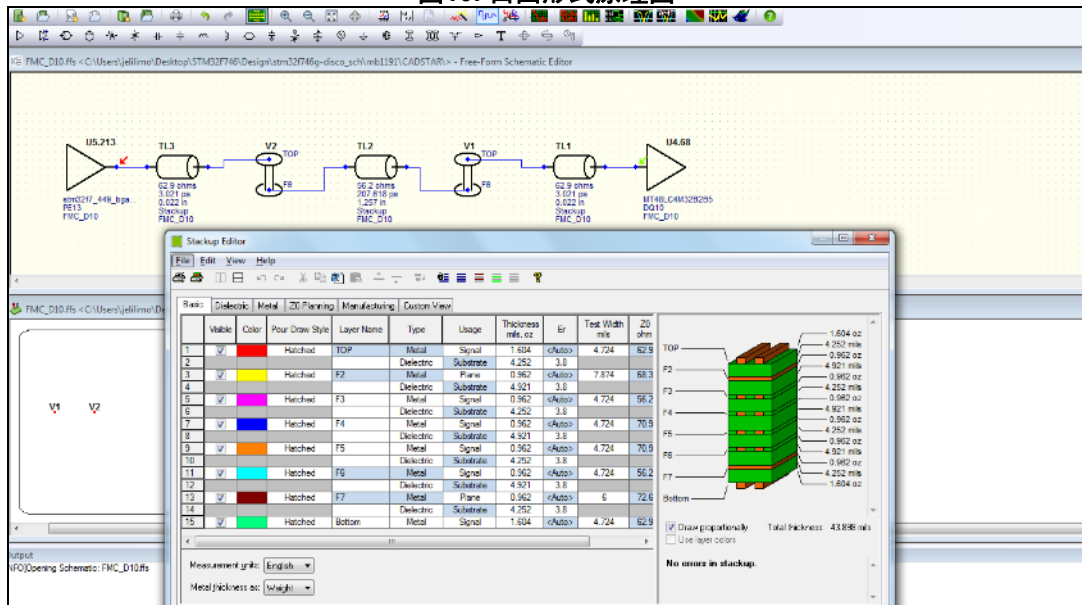 FMC_D10.ffs <C:\Users\jelilimo\Desktop\STM32F746\Design\stm32f746g-disco_sch\mb1191\CADSTAR\> - Free-Form Schematic Editor
U5.213
TL3
V2
TOP
TL2
V1
TOP
TL1
U4.68
F6
F6
stm32f7_449_bga...
PE13
FMC_D10
62.9 ohms
3.021 ps
0.022 in
Stackup
FMC_D10
56.2 ohms
207.618 ps
1.257 in
Stackup
FMC_D10
62.9 ohms
3.021 ps
0.022 in
Stackup
FMC_D10
MT48LC4M32B2B5
DQ10
FMC_D10
FMC_D10.ffs <C:\Users\jelilimo\De
V1 V2
Stackup Editor
File Edit View Help
Basic Dielectric Metal Z0 Planning Manufacturing Custom View
Visible Color Pour Draw Style Layer Name Type Usage Thickness mils, oz Er Test Width mils Z0 ohm
1 Hatched TOP Metal Signal 1.604 <Auto> 4.724 62.9
2 Dielectric Substrate 4.252 3.8
3 Hatched F2 Metal Plane 0.962 <Auto> 7.874 68.3
4 Dielectric Substrate 4.921 3.8
5 Hatched F3 Metal Signal 0.962 <Auto> 4.724 56.2
6 Dielectric Substrate 4.252 3.8
7 Hatched F4 Metal Signal 0.962 <Auto> 4.724 70.9
8 Dielectric Substrate 4.921 3.8
9 Hatched F5 Metal Signal 0.962 <Auto> 4.724 70.9
10 Dielectric Substrate 4.252 3.8
11 Hatched F6 Metal Signal 0.962 <Auto> 4.724 56.2
12 Dielectric Substrate 4.921 3.8
13 Hatched F7 Metal Plane 0.962 <Auto> 6 72.6
14 Dielectric Substrate 4.252 3.8
15 Hatched Bottom Metal Signal 1.604 <Auto> 4.724 62.9
TOP
F2
F3
F4
F5
F6
F7
Bottom
1.604 oz
4.252 mils
0.962 oz
4.921 mils
0.962 oz
4.252 mils
0.962 oz
4.921 mils
0.962 oz
4.252 mils
0.962 oz
4.921 mils
0.962 oz
4.252 mils
1.604 oz
Draw proportionally Total thickness: 43.898 mils
Use layer colors
Measurement units: English
Metal thickness as: Weight
No errors in stackup.
utput
NFO)Opening Schematic: FMC_D10.ffs